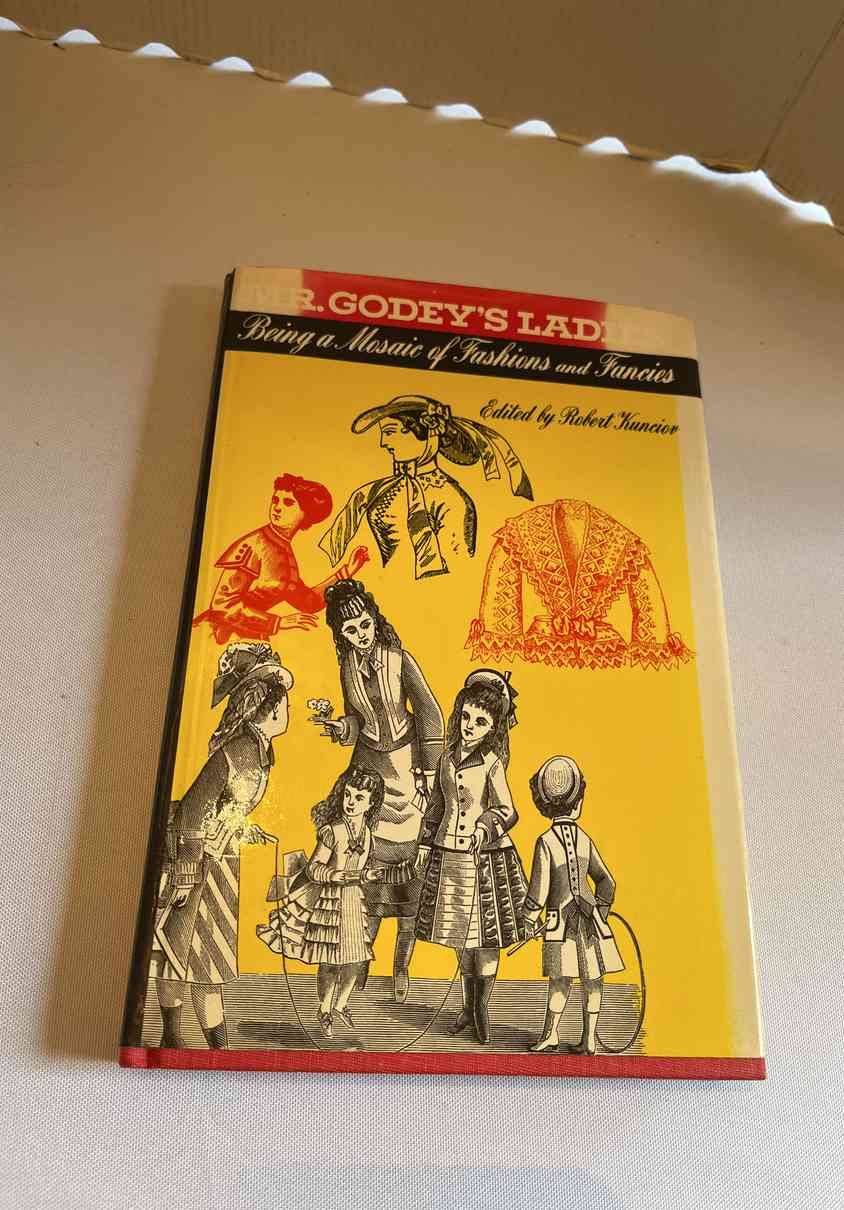 MR. GODEY'S LADIES
Being a Mosaic of Fashions and Fancies
Edited by Robert Kunciov